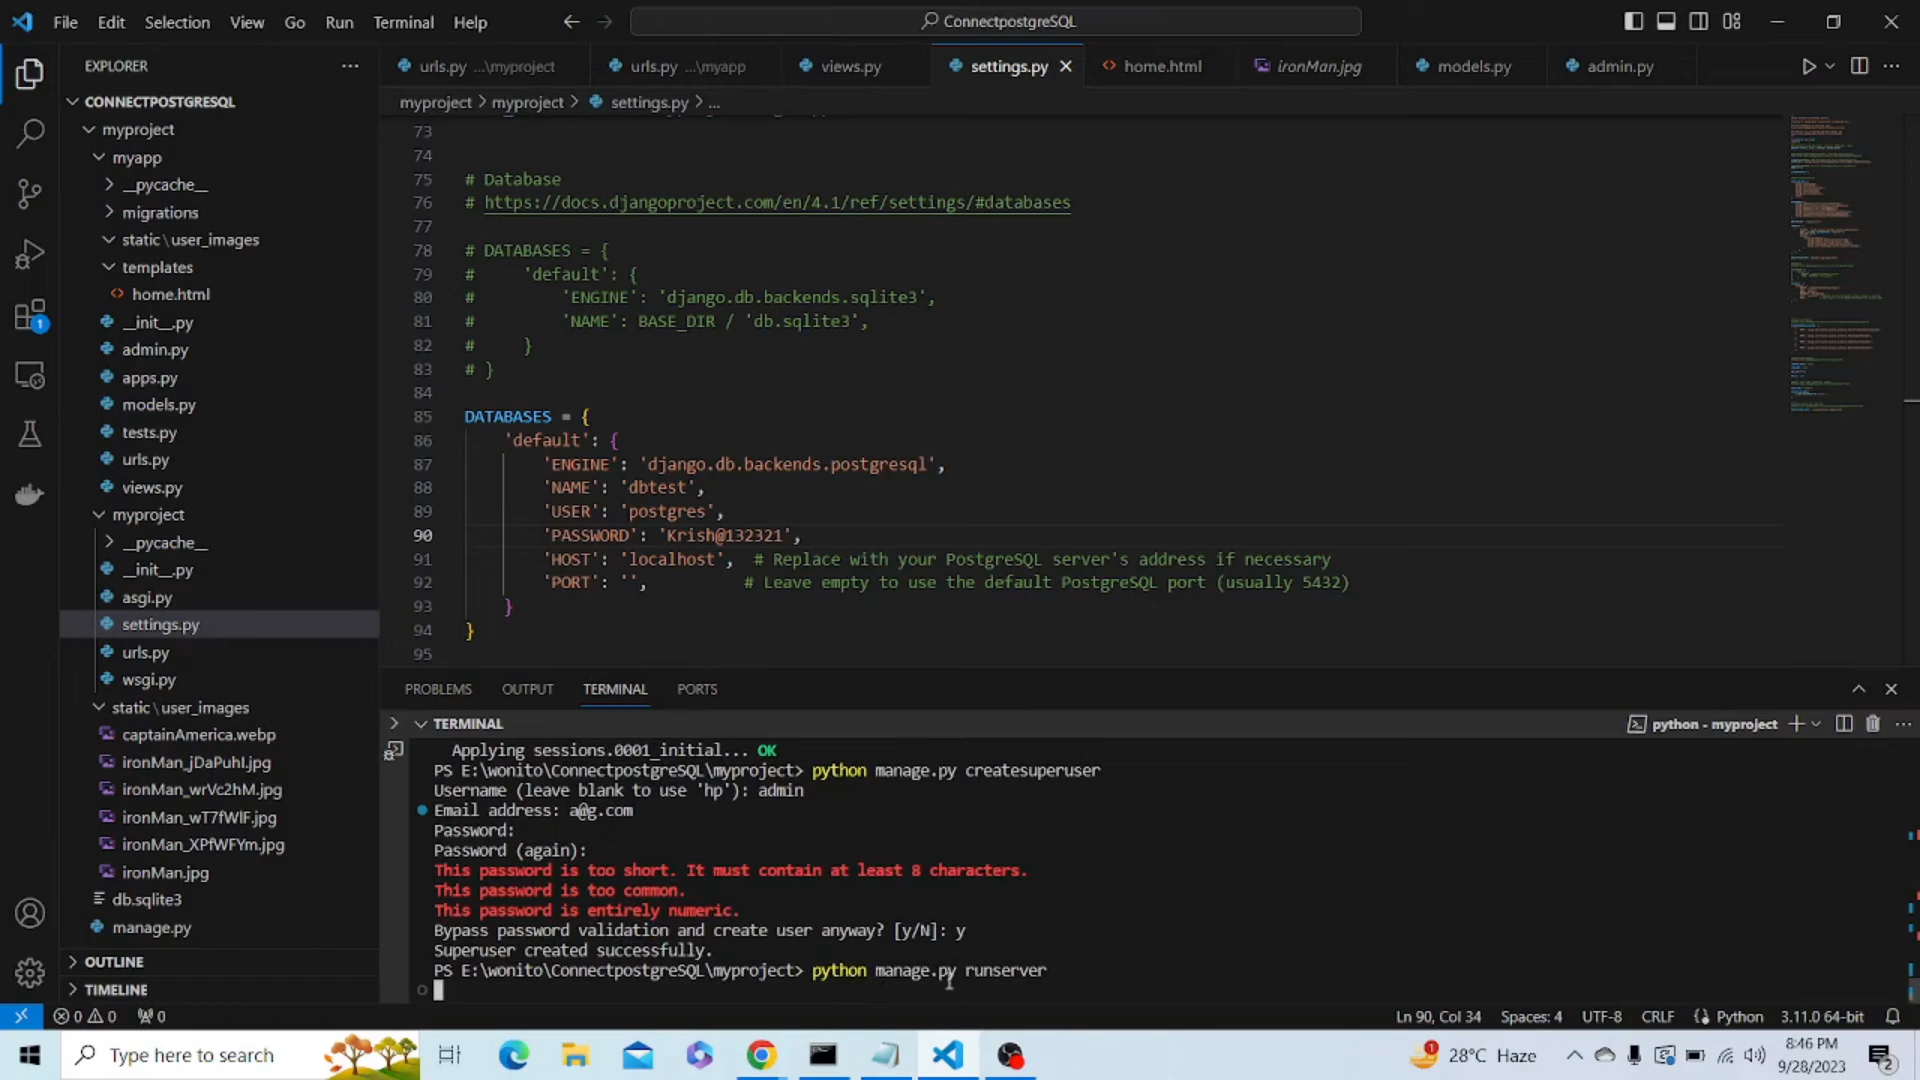 File Edit Selection View Go Run Terminal Help
ConnectpostgreSQL
EXPLORER
urls.py ...\myproject
urls.py ...\myapp
views.py
settings.py
home.html
ironMan.jpg
models.py
admin.py
myproject > myproject > settings.py > ...
CONNECTPOSTGRESQL
myproject
myapp
__pycache__
migrations
static\user_images
templates
home.html
__init__.py
admin.py
apps.py
models.py
tests.py
urls.py
views.py
myproject
__pycache__
__init__.py
asgi.py
settings.py
urls.py
wsgi.py
static\user_images
captainAmerica.webp
ironMan_jDaPuhI.jpg
ironMan_wrVc2hM.jpg
ironMan_wT7fWlF.jpg
ironMan_XPfWFYm.jpg
ironMan.jpg
db.sqlite3
manage.py
OUTLINE
TIMELINE
1
73
74
75 # Database
76 # https://docs.djangoproject.com/en/4.1/ref/settings/#databases
77
78 # DATABASES = {
79 #     'default': {
80 #         'ENGINE': 'django.db.backends.sqlite3',
81 #         'NAME': BASE_DIR / 'db.sqlite3',
82 #     }
83 # }
84
85 DATABASES = {
86     'default': {
87         'ENGINE': 'django.db.backends.postgresql',
88         'NAME': 'dbtest',
89         'USER': 'postgres',
90         'PASSWORD': 'Krish@132321',
91         'HOST': 'localhost',  # Replace with your PostgreSQL server's address if necessary
92         'PORT': '',          # Leave empty to use the default PostgreSQL port (usually 5432)
93     }
94 }
95
PROBLEMS OUTPUT TERMINAL PORTS
TERMINAL
python - myproject
Applying sessions.0001_initial... OK
PS E:\wonito\ConnectpostgreSQL\myproject> python manage.py createsuperuser
Username (leave blank to use 'hp'): admin
Email address: a@g.com
Password:
Password (again):
This password is too short. It must contain at least 8 characters.
This password is too common.
This password is entirely numeric.
Bypass password validation and create user anyway? [y/N]: y
Superuser created successfully.
PS E:\wonito\ConnectpostgreSQL\myproject> python manage.py runserver
0 0 0
Ln 90, Col 34 Spaces: 4 UTF-8 CRLF Python 3.11.0 64-bit
Type here to search
1
28°C Haze
8:46 PM
9/28/2023
2